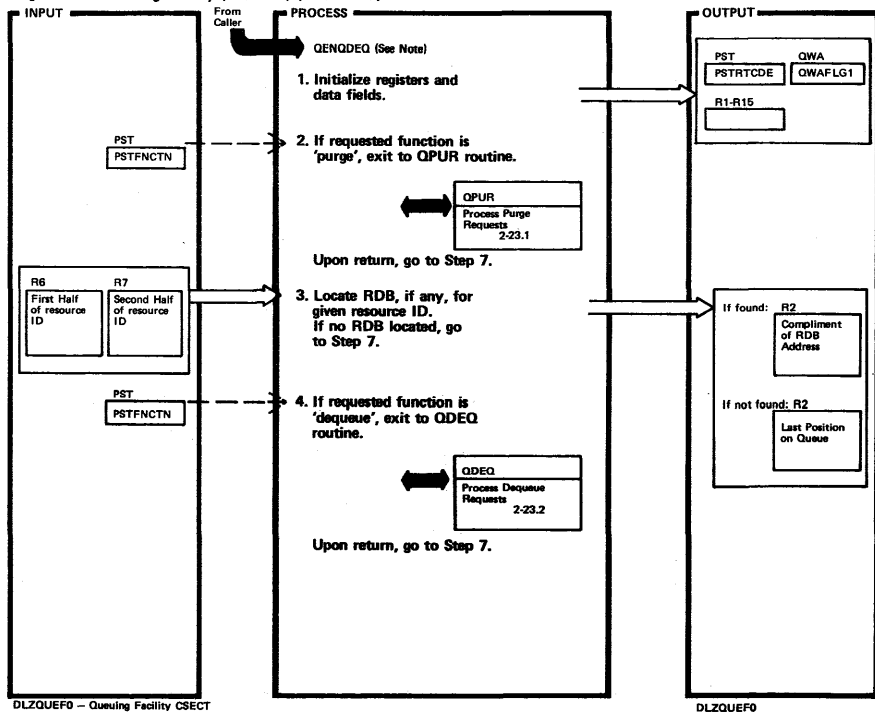 INPUT
From
Caller
PROCESS
OUTPUT
QENQDEQ (See Note)
1. Initialize registers and
data fields.
PST
QWA
PSTRTCDE
QWAFLG1
R1-R15
PST
PSTFNCTN
2. If requested function is
'purge', exit to QPUR routine.
QPUR
Process Purge
Requests
2-23.1
Upon return, go to Step 7.
R6
R7
First Half
of resource
ID
Second Half
of resource
ID
3. Locate RDB, if any, for
given resource ID.
If no RDB located, go
to Step 7.
If found: R2
Compliment
of RDB
Address
If not found: R2
Last Position
on Queue
PST
PSTFNCTN
4. If requested function is
'dequeue', exit to QDEQ
routine.
QDEQ
Process Dequeue
Requests
2-23.2
Upon return, go to Step 7.
DLZQUEF0 – Queuing Facility CSECT
DLZQUEF0